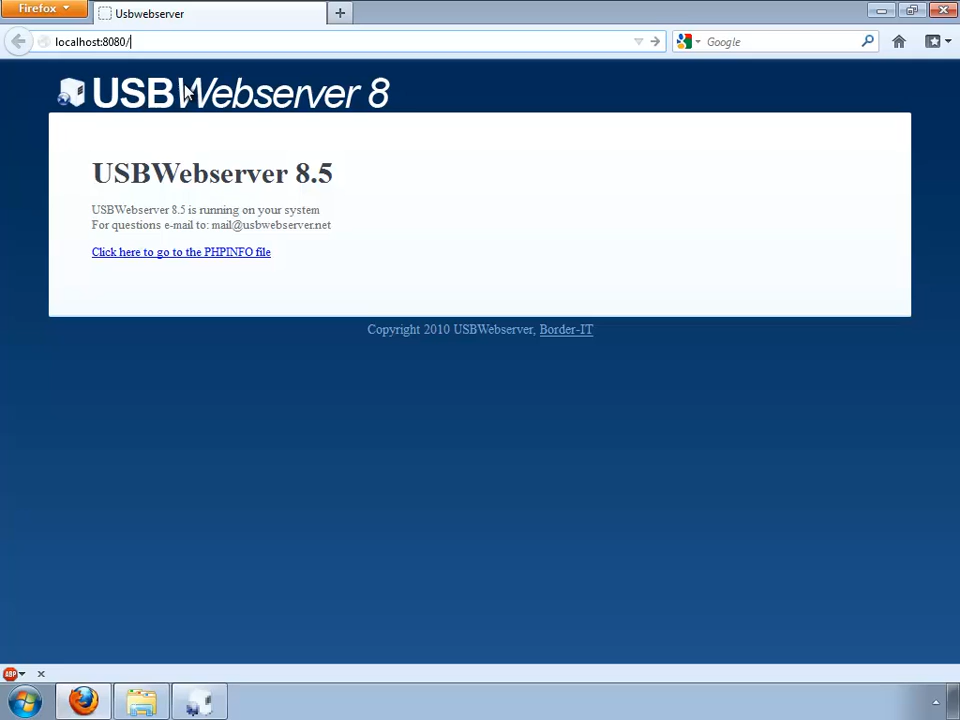 Firefox
Usbwebserver
localhost:8080/
Google
USBWebserver 8
USBWebserver 8.5
USBWebserver 8.5 is running on your system
For questions e-mail to: mail@usbwebserver.net
Click here to go to the PHPINFO file
Copyright 2010 USBWebserver, Border-IT
ABP